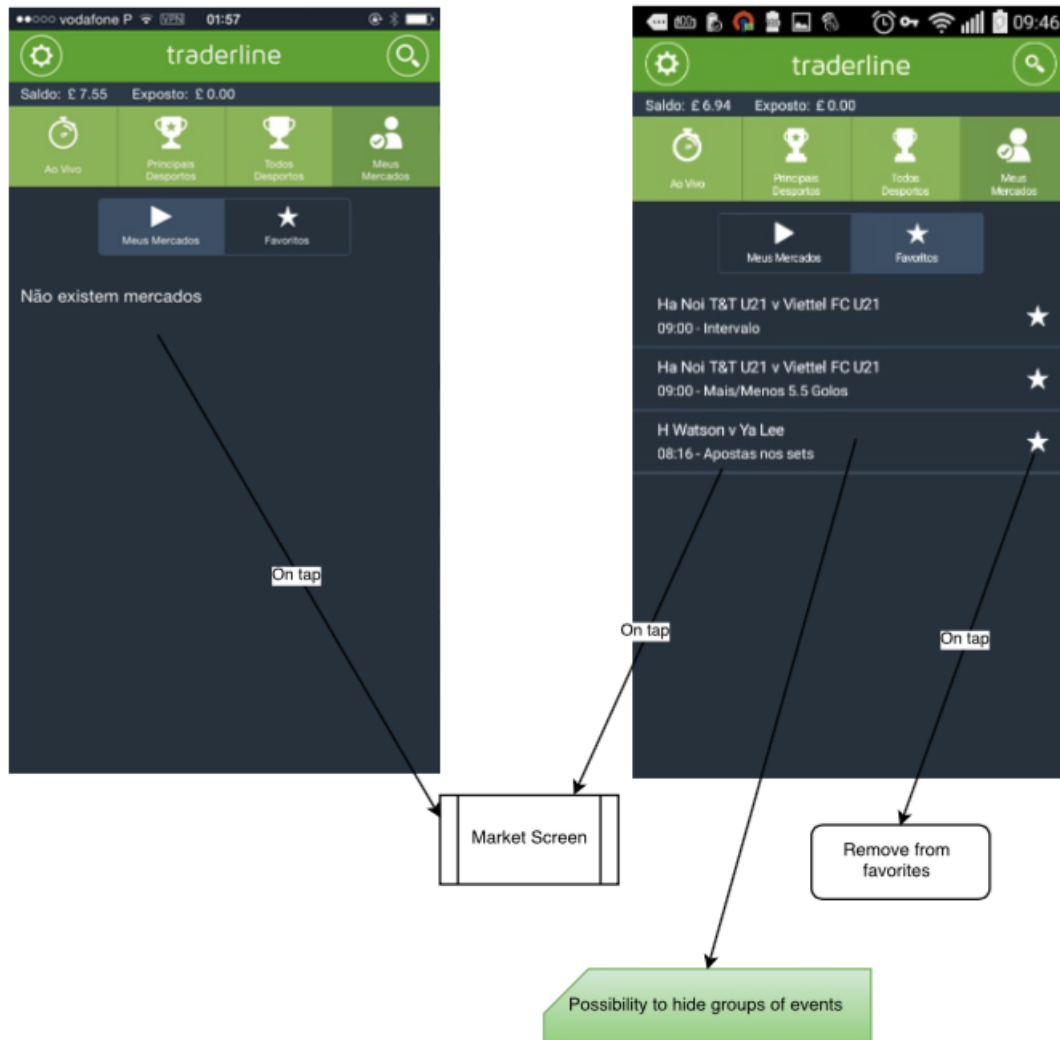 vodafone P VPN 01:57
traderline
Saldo: £ 7.55 Exposto: £ 0.00
Ao Vivo
Principais
Desportos
Todos
Desportos
Meus
Mercados
Meus Mercados
Favoritos
Não existem mercados
On tap
09:46
traderline
Saldo: £ 6.94 Exposto: £ 0.00
Ao Vivo
Principais
Desportos
Todos
Desportos
Meus
Mercados
Meus Mercados
Favoritos
Ha Noi T&T U21 v Viettel FC U21
09:00 - Intervalo
Ha Noi T&T U21 v Viettel FC U21
09:00 - Mais/Menos 5.5 Golos
H Watson v Ya Lee
08:16 - Apostas nos sets
On tap
On tap
Market Screen
Remove from
favorites
Possibility to hide groups of events